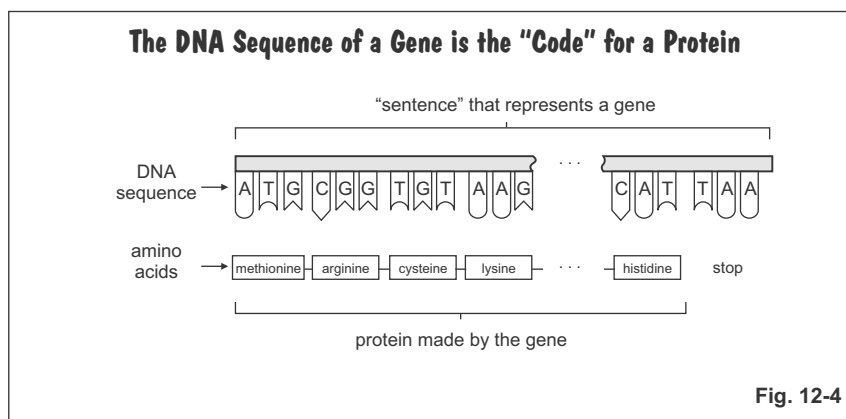 The DNA Sequence of a Gene is the “Code” for a Protein
“sentence” that represents a gene
DNA
sequence
A T G C G G T G T A A G . . . C A T T A A
amino
acids
methionine arginine cysteine lysine . . . histidine stop
protein made by the gene
Fig. 12-4